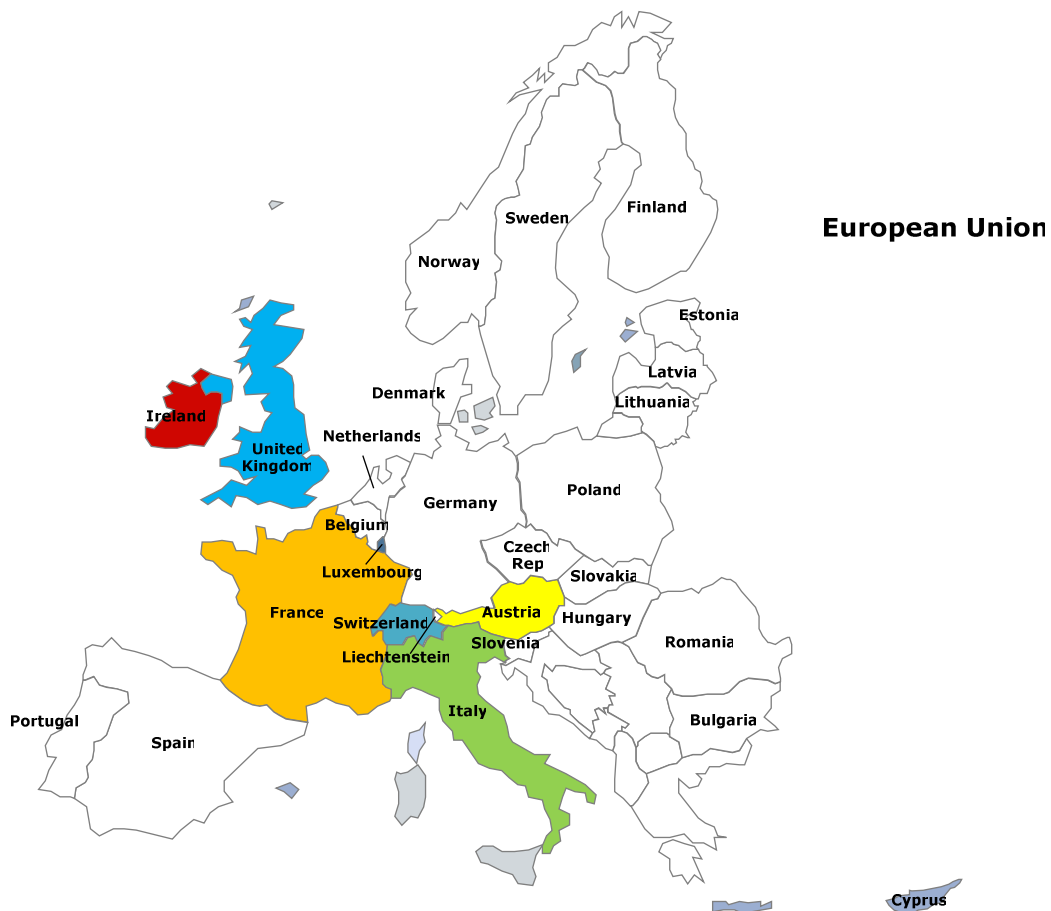 Finland
Sweden
European Union
Norway
Estonia
Latvia
Denmark
Lithuania
Ireland
Netherlands
United
Kingdom
Poland
Germany
Belgium
Czech
Rep
Luxembourg
Slovakia
France
Austria
Hungary
Switzerland
Slovenia
Romania
Liechtenstein
Italy
Portugal
Bulgaria
Spain
Cyprus